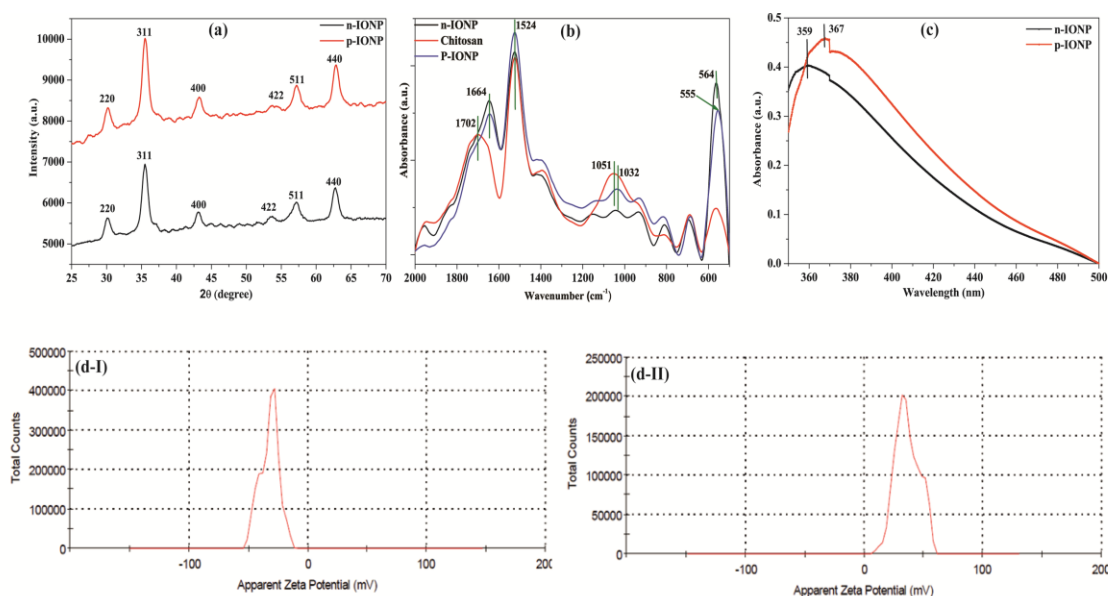 (a)
n-IONP
p-IONP
311
220
400
422
511
440
311
220
400
422
511
440
10000
9000
8000
7000
6000
5000
Intensity (a.u.)
25 30 35 40 45 50 55 60 65 70
2θ (degree)
(b)
n-IONP
Chitosan
P-IONP
1524
1664
1702
1051
1032
564
555
Absorbance (a.u.)
2000 1800 1600 1400 1200 1000 800 600
Wavenumber (cm-1)
(c)
n-IONP
p-IONP
359
367
0.5
0.4
0.3
0.2
0.1
0.0
Absorbance (a.u.)
360 380 400 420 440 460 480 500
Wavelength (nm)
(d-I)
500000
400000
300000
200000
100000
0
Total Counts
-100 0 100 200
Apparent Zeta Potential (mV)
(d-II)
250000
200000
150000
100000
50000
0
Total Counts
-100 0 100 200
Apparent Zeta Potential (mV)